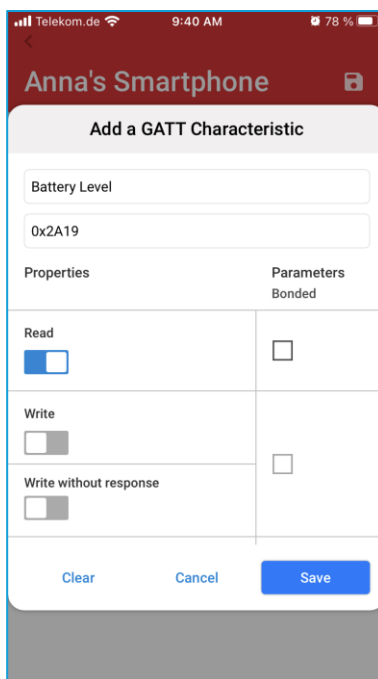 Telekom.de 9:40 AM 78 %
Anna's Smartphone
Add a GATT Characteristic
Battery Level
0x2A19
Properties Parameters
Bonded
Read
Write
Write without response
Clear Cancel Save